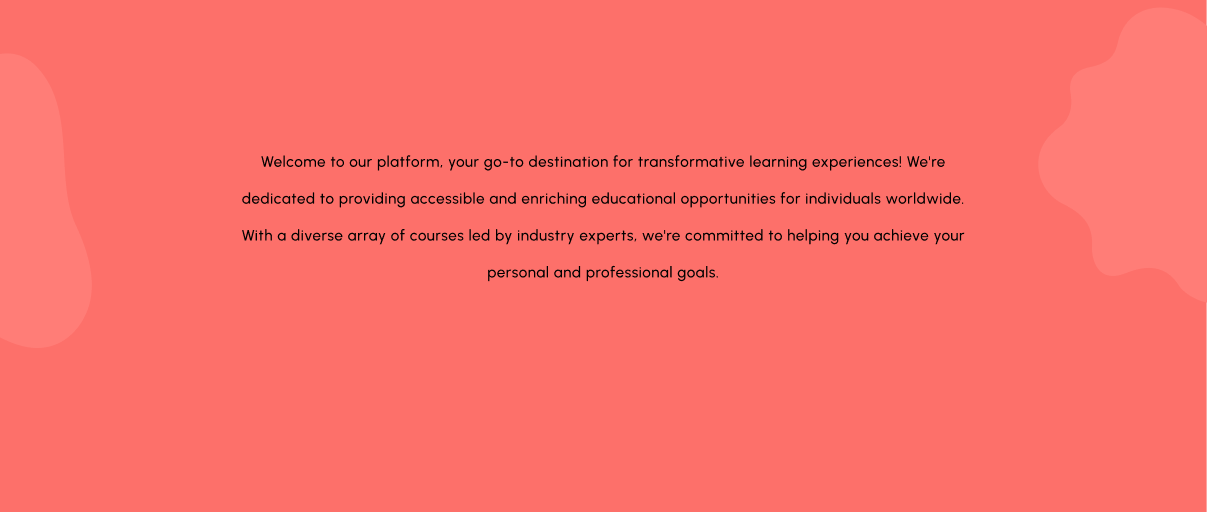 Welcome to our platform, your go-to destination for transformative learning experiences! We're
dedicated to providing accessible and enriching educational opportunities for individuals worldwide.
With a diverse array of courses led by industry experts, we're committed to helping you achieve your
personal and professional goals.